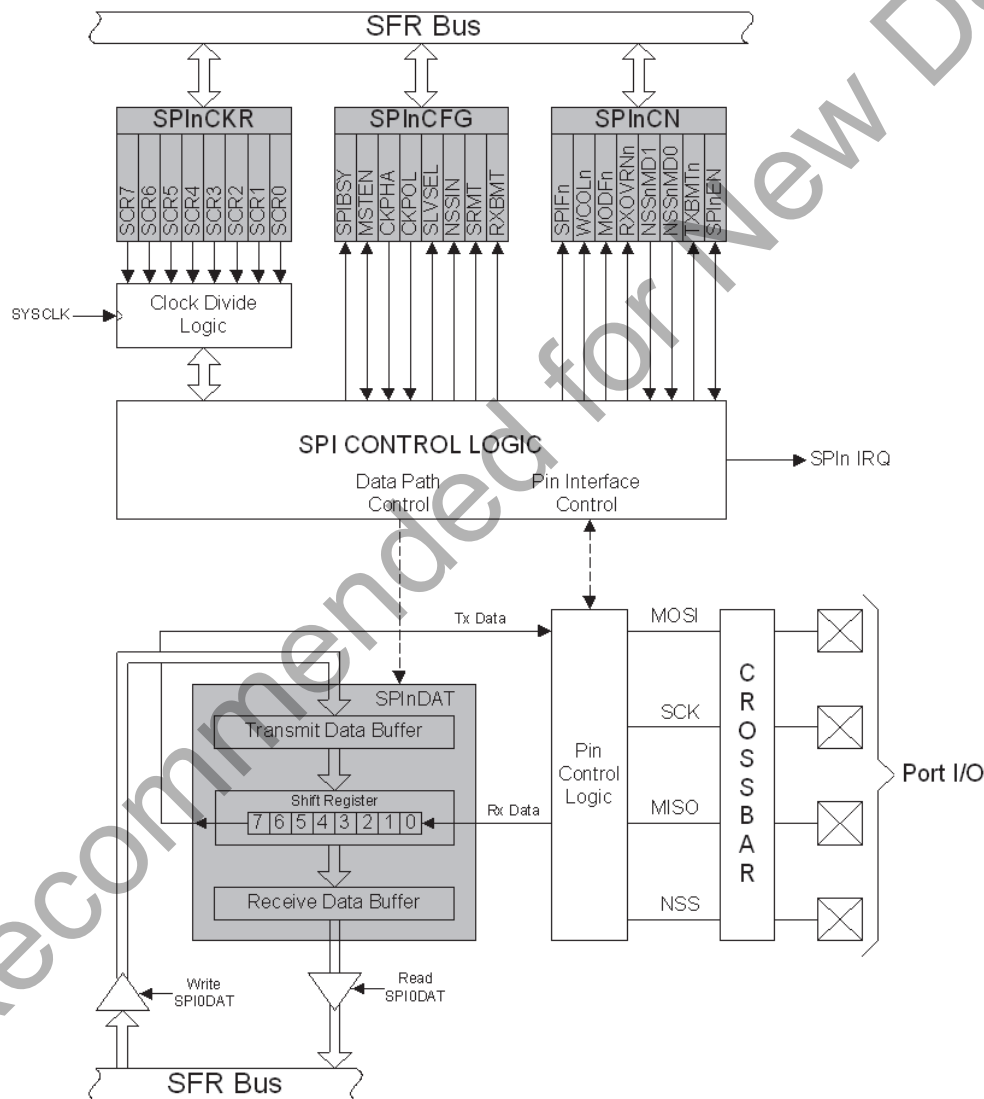 SFR Bus
SPInCKR
SCR7
SCR6
SCR5
SCR4
SCR3
SCR2
SCR1
SCR0
SPInCFG
SPIBSY
MSTEN
CKPHA
CKPOL
SLVSEL
NSSIN
SRMT
RXBMT
SPInCN
SPIFn
WCOLn
MODFn
RXOVRNn
NSSnMD1
NSSnMD0
TXBMTn
SPInEN
SYSCLK
Clock Divide
Logic
SPI CONTROL LOGIC
Data Path
Control
Pin Interface
Control
SPIn IRQ
Tx Data
SPInDAT
Transmit Data Buffer
Shift Register
7 6 5 4 3 2 1 0
Rx Data
Receive Data Buffer
Pin
Control
Logic
MOSI
SCK
MISO
NSS
CROSSBAR
Port I/O
Write
SPI0DAT
Read
SPI0DAT
SFR Bus
ecommended for New D